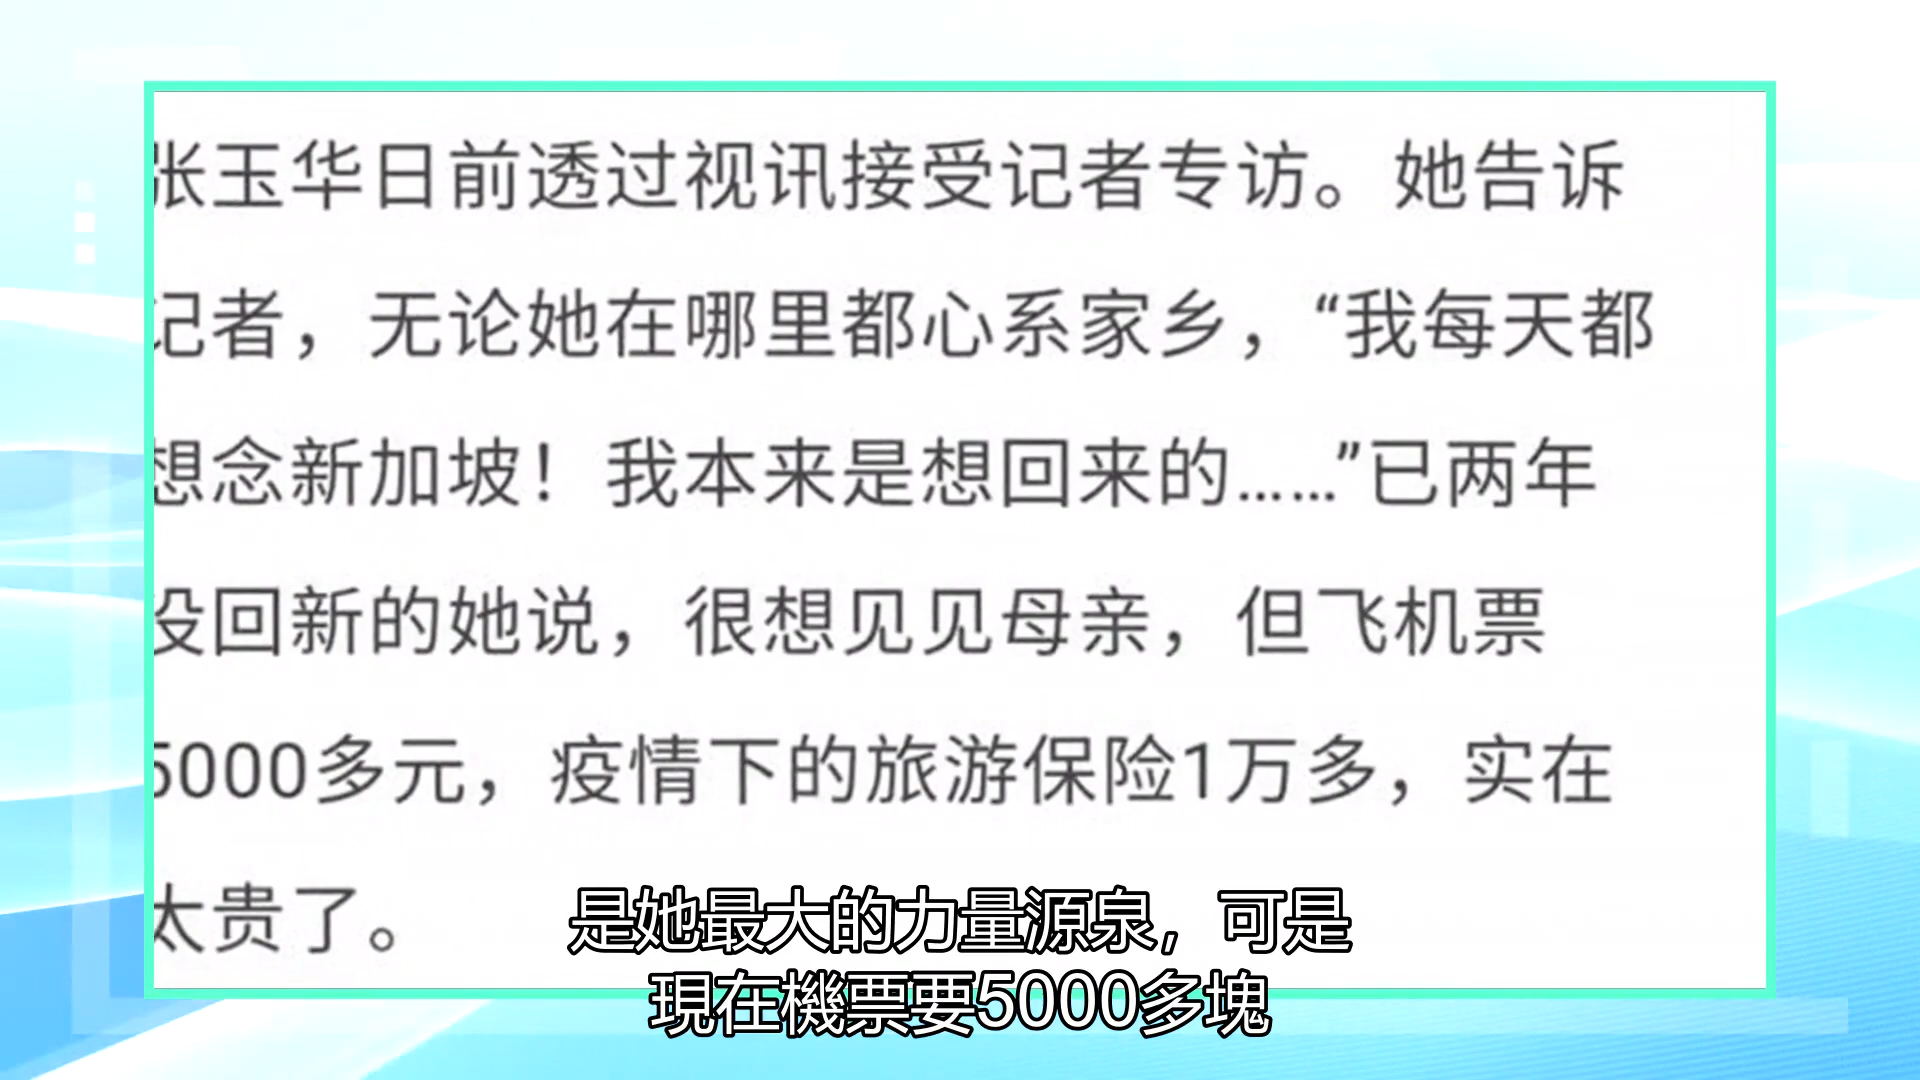 张玉华日前透过视讯接受记者专访。她告诉
记者，无论她在哪里都心系家乡，“我每天都
想念新加坡！我本来是想回来的……”已两年
没回新的她说，很想见见母亲，但飞机票
5000多元，疫情下的旅游保险1万多，实在
太贵了。
是她最大的力量源泉，可是
現在機票要5000多塊